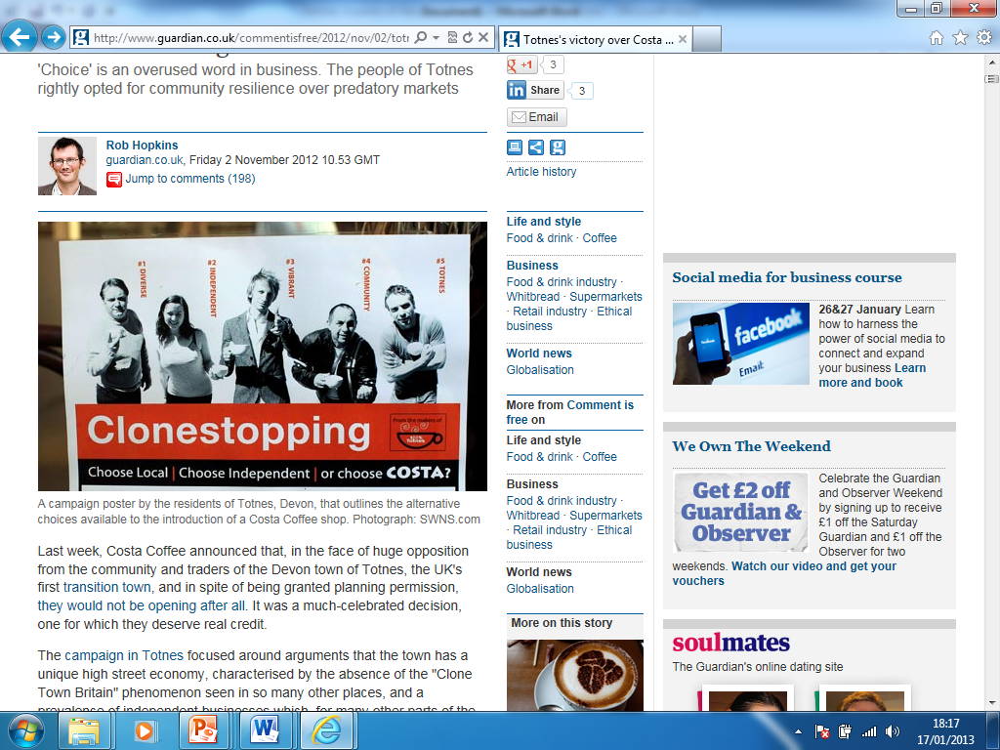 http://www.guardian.co.uk/commentisfree/2012/nov/02/totr
Totnes's victory over Costa ...
'Choice' is an overused word in business. The people of Totnes
rightly opted for community resilience over predatory markets
Rob Hopkins
guardian.co.uk, Friday 2 November 2012 10.53 GMT
Jump to comments (198)
#1 DIVERSE
#2 INDEPENDENT
#3 VIBRANT
#4 COMMUNITY
#5 TOTNES
Clonestopping
From the makers of
Choose Local | Choose Independent | or choose COSTA?
A campaign poster by the residents of Totnes, Devon, that outlines the alternative
choices available to the introduction of a Costa Coffee shop. Photograph: SWNS.com
Last week, Costa Coffee announced that, in the face of huge opposition
from the community and traders of the Devon town of Totnes, the UK's
first transition town, and in spite of being granted planning permission,
they would not be opening after all. It was a much-celebrated decision,
one for which they deserve real credit.
The campaign in Totnes focused around arguments that the town has a
unique high street economy, characterised by the absence of the "Clone
Town Britain" phenomenon seen in so many other places, and a
prevalence of independent businesses which, for many other parts of the
+1 3
in Share 3
Email
Article history
Life and style
Food & drink · Coffee
Business
Food & drink industry ·
Whitbread · Supermarkets
· Retail industry · Ethical
business
World news
Globalisation
More from Comment is
free on
Life and style
Food & drink · Coffee
Business
Food & drink industry ·
Whitbread · Supermarkets
· Retail industry · Ethical
business
World news
Globalisation
More on this story
Social media for business course
facebook
Email:
26&27 January Learn
how to harness the
power of social media to
connect and expand
your business Learn
more and book
We Own The Weekend
Get £2 off
Guardian &
Observer
Celebrate the Guardian
and Observer Weekend
by signing up to receive
£1 off the Saturday
Guardian and £1 off the
Observer for two
weekends. Watch our video and get your
vouchers
soulmates
The Guardian's online dating site
18:17
17/01/2013